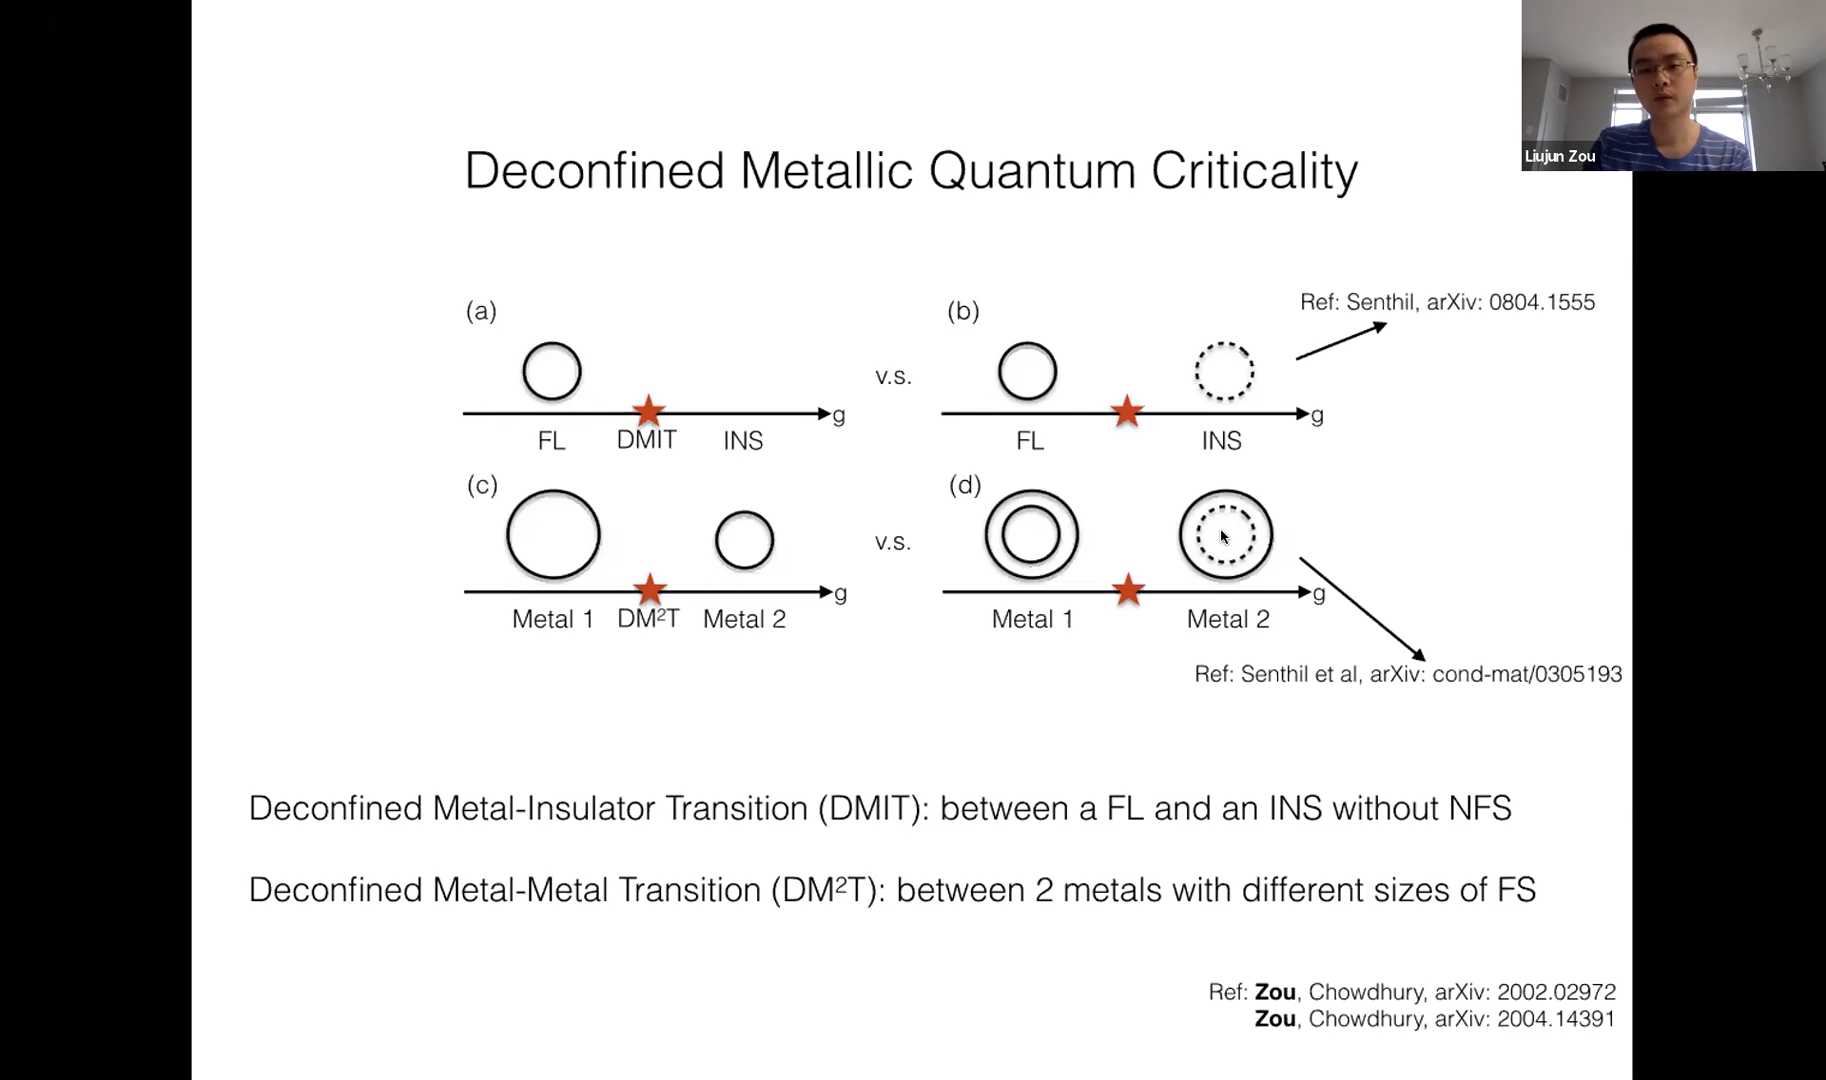 Liujun Zou
Deconfined Metallic Quantum Criticality
(a)
(b)
Ref: Senthil, arXiv: 0804.1555
v.s.
g
g
FL
DMIT
INS
FL
INS
(c)
(d)
v.s.
g
g
Metal 1
DM²T
Metal 2
Metal 1
Metal 2
Ref: Senthil et al, arXiv: cond-mat/0305193
Deconfined Metal-Insulator Transition (DMIT): between a FL and an INS without NFS
Deconfined Metal-Metal Transition (DM²T): between 2 metals with different sizes of FS
Ref: Zou, Chowdhury, arXiv: 2002.02972
Zou, Chowdhury, arXiv: 2004.14391